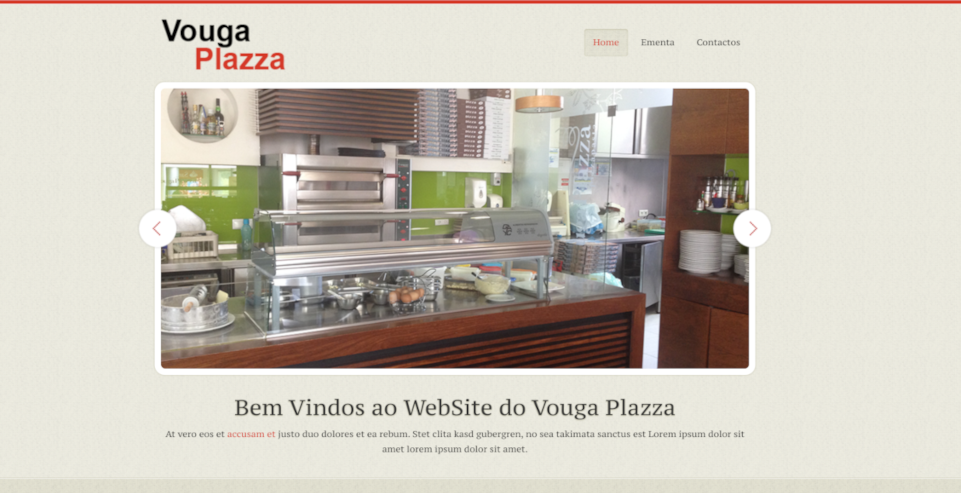 Vouga
Plazza
Home Ementa Contactos
Bem Vindos ao WebSite do Vouga Plazza
At vero eos et accusam et justo duo dolores et ea rebum. Stet clita kasd gubergren, no sea takimata sanctus est Lorem ipsum dolor sit
amet lorem ipsum dolor sit amet.